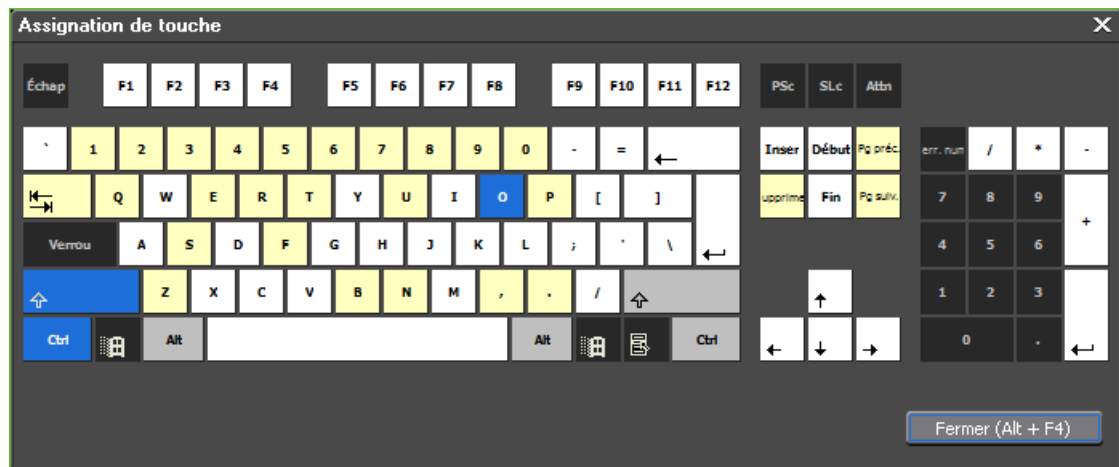 Assignation de touche
Échap F1 F2 F3 F4 F5 F6 F7 F8 F9 F10 F11 F12 PSc SLc Attn
` 1 2 3 4 5 6 7 8 9 0 - = Inser Début Pg préc. err. num / * -
Q W E R T Y U I O P [ ] upprime Fin Pg suiv. 7 8 9 +
Verrou A S D F G H J K L ; ' \ 4 5 6
Z X C V B N M , . / 1 2 3
Ctrl Alt Alt Ctrl 0 .
Fermer (Alt + F4)